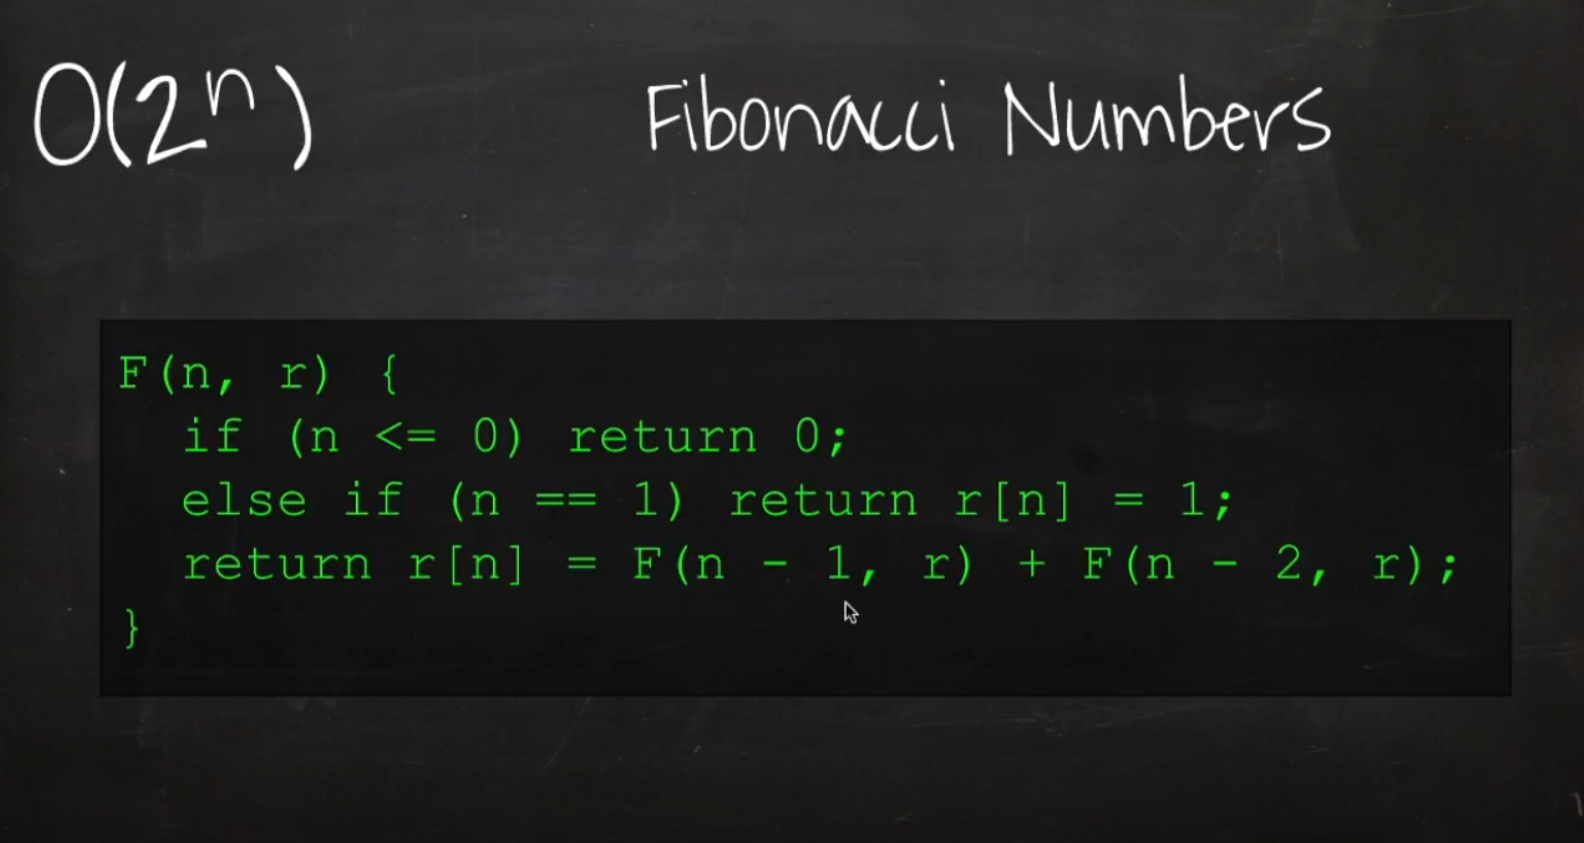 O(2ⁿ)
Fibonacci Numbers
F(n, r) {
if (n <= 0) return 0;
else if (n == 1) return r[n] = 1;
return r[n] = F(n - 1, r) + F(n - 2, r);
}